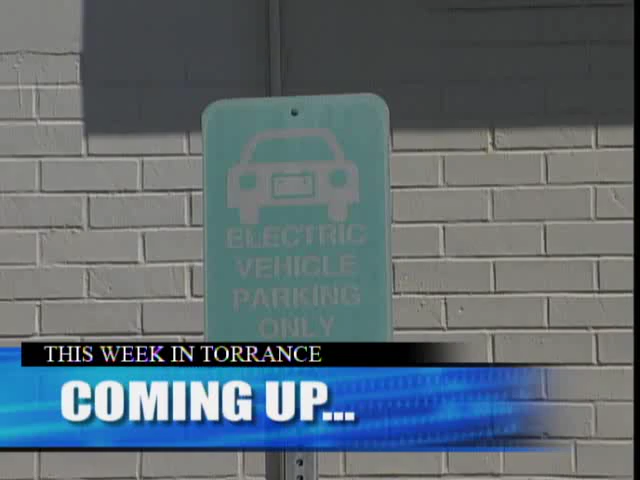 ELECTRIC
VEHICLE
PARKING
ONLY
THIS WEEK IN TORRANCE
COMING UP...